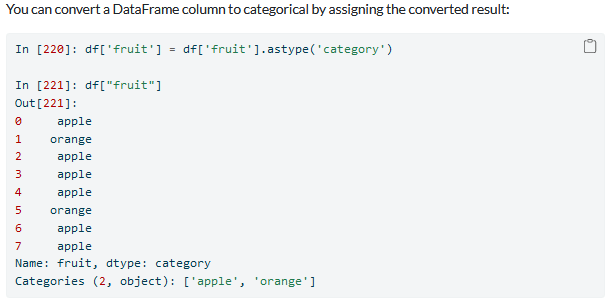 You can convert a DataFrame column to categorical by assigning the converted result:
In [220]: df['fruit'] = df['fruit'].astype('category')
In [221]: df["fruit"]
Out[221]:
0 apple
1 orange
2 apple
3 apple
4 apple
5 orange
6 apple
7 apple
Name: fruit, dtype: category
Categories (2, object): ['apple', 'orange']